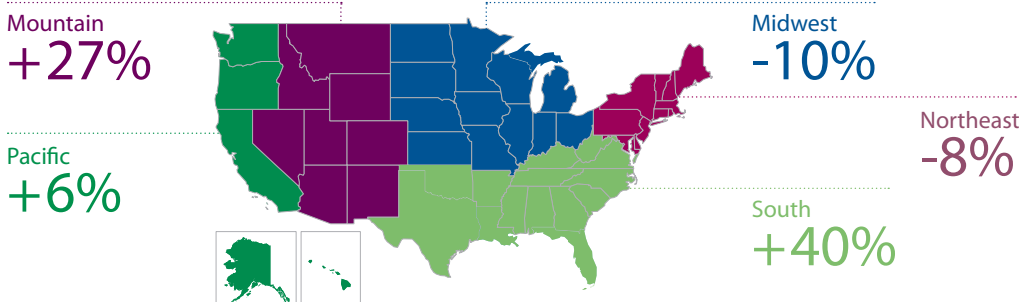 Mountain
+27%
Midwest
-10%
Northeast
-8%
Pacific
+6%
South
+40%